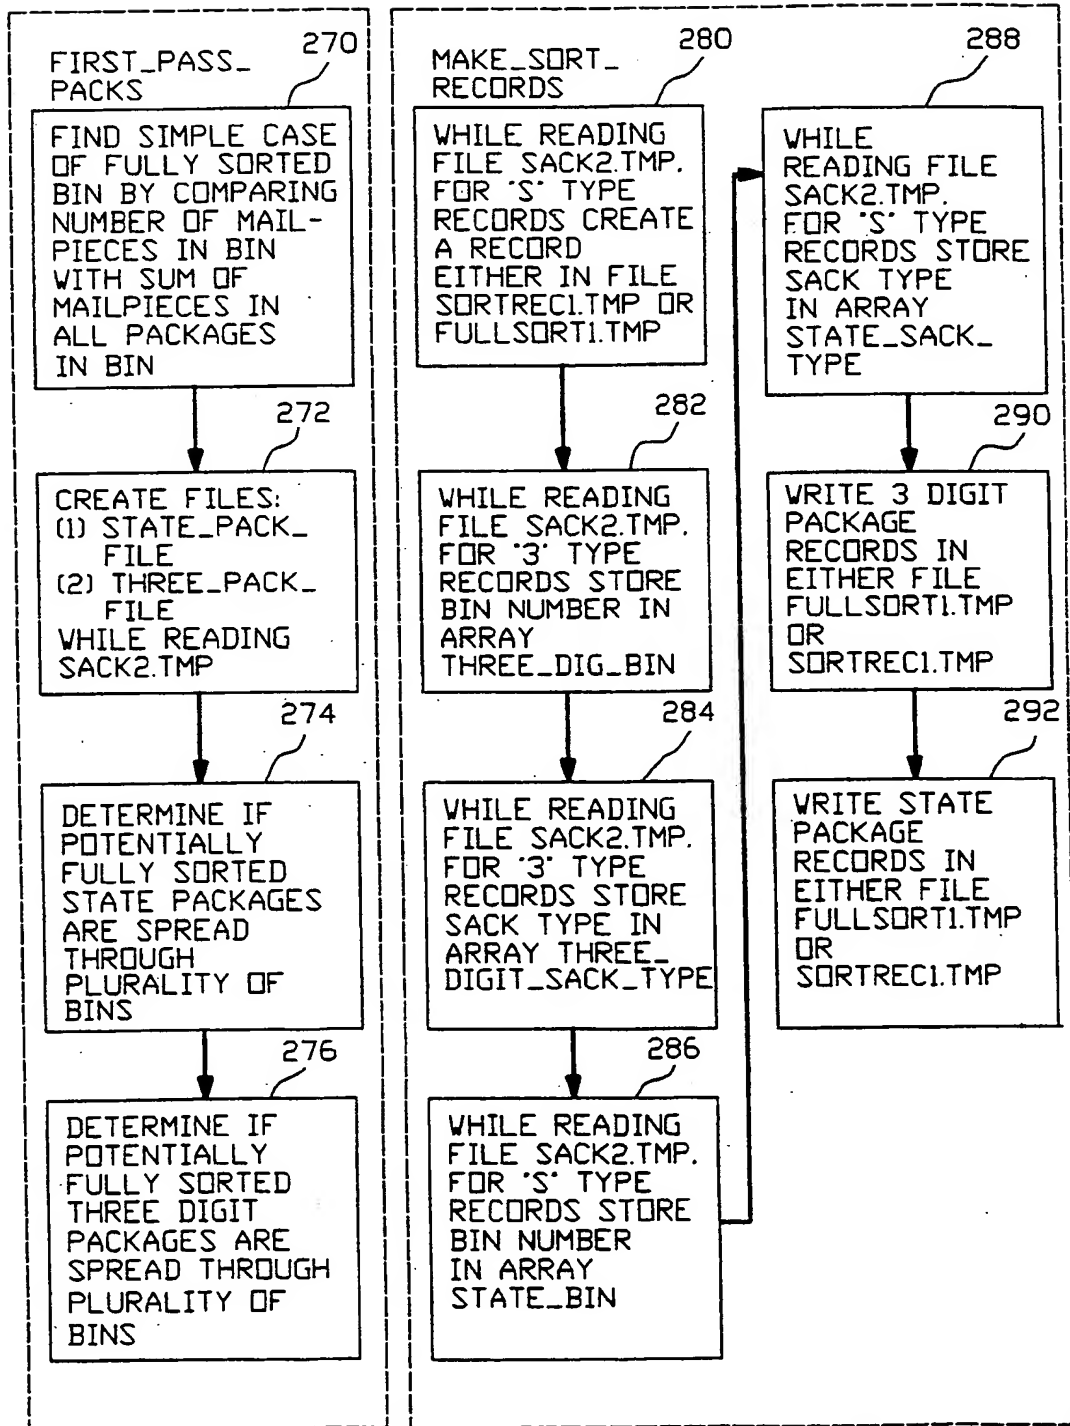 270
FIRST_PASS_
PACKS
FIND SIMPLE CASE
OF FULLY SORTED
BIN BY COMPARING
NUMBER OF MAIL-
PIECES IN BIN
WITH SUM OF
MAILPIECES IN
ALL PACKAGES
IN BIN
272
CREATE FILES:
(1) STATE_PACK_
FILE
(2) THREE_PACK_
FILE
WHILE READING
SACK2.TMP
274
DETERMINE IF
POTENTIALLY
FULLY SORTED
STATE PACKAGES
ARE SPREAD
THROUGH
PLURALITY OF
BINS
276
DETERMINE IF
POTENTIALLY
FULLY SORTED
THREE DIGIT
PACKAGES ARE
SPREAD THROUGH
PLURALITY OF
BINS
280
MAKE_SORT_
RECORDS
WHILE READING
FILE SACK2.TMP.
FOR 'S' TYPE
RECORDS CREATE
A RECORD
EITHER IN FILE
SORTREC1.TMP OR
FULLSORT1.TMP
282
WHILE READING
FILE SACK2.TMP.
FOR '3' TYPE
RECORDS STORE
BIN NUMBER IN
ARRAY
THREE_DIG_BIN
284
WHILE READING
FILE SACK2.TMP.
FOR '3' TYPE
RECORDS STORE
SACK TYPE IN
ARRAY THREE_
DIGIT_SACK_TYPE
286
WHILE READING
FILE SACK2.TMP.
FOR 'S' TYPE
RECORDS STORE
BIN NUMBER
IN ARRAY
STATE_BIN
288
WHILE
READING FILE
SACK2.TMP.
FOR 'S' TYPE
RECORDS STORE
SACK TYPE
IN ARRAY
STATE_SACK_
TYPE
290
WRITE 3 DIGIT
PACKAGE
RECORDS IN
EITHER FILE
FULLSORT1.TMP
OR
SORTREC1.TMP
292
WRITE STATE
PACKAGE
RECORDS IN
EITHER FILE
FULLSORT1.TMP
OR
SORTREC1.TMP